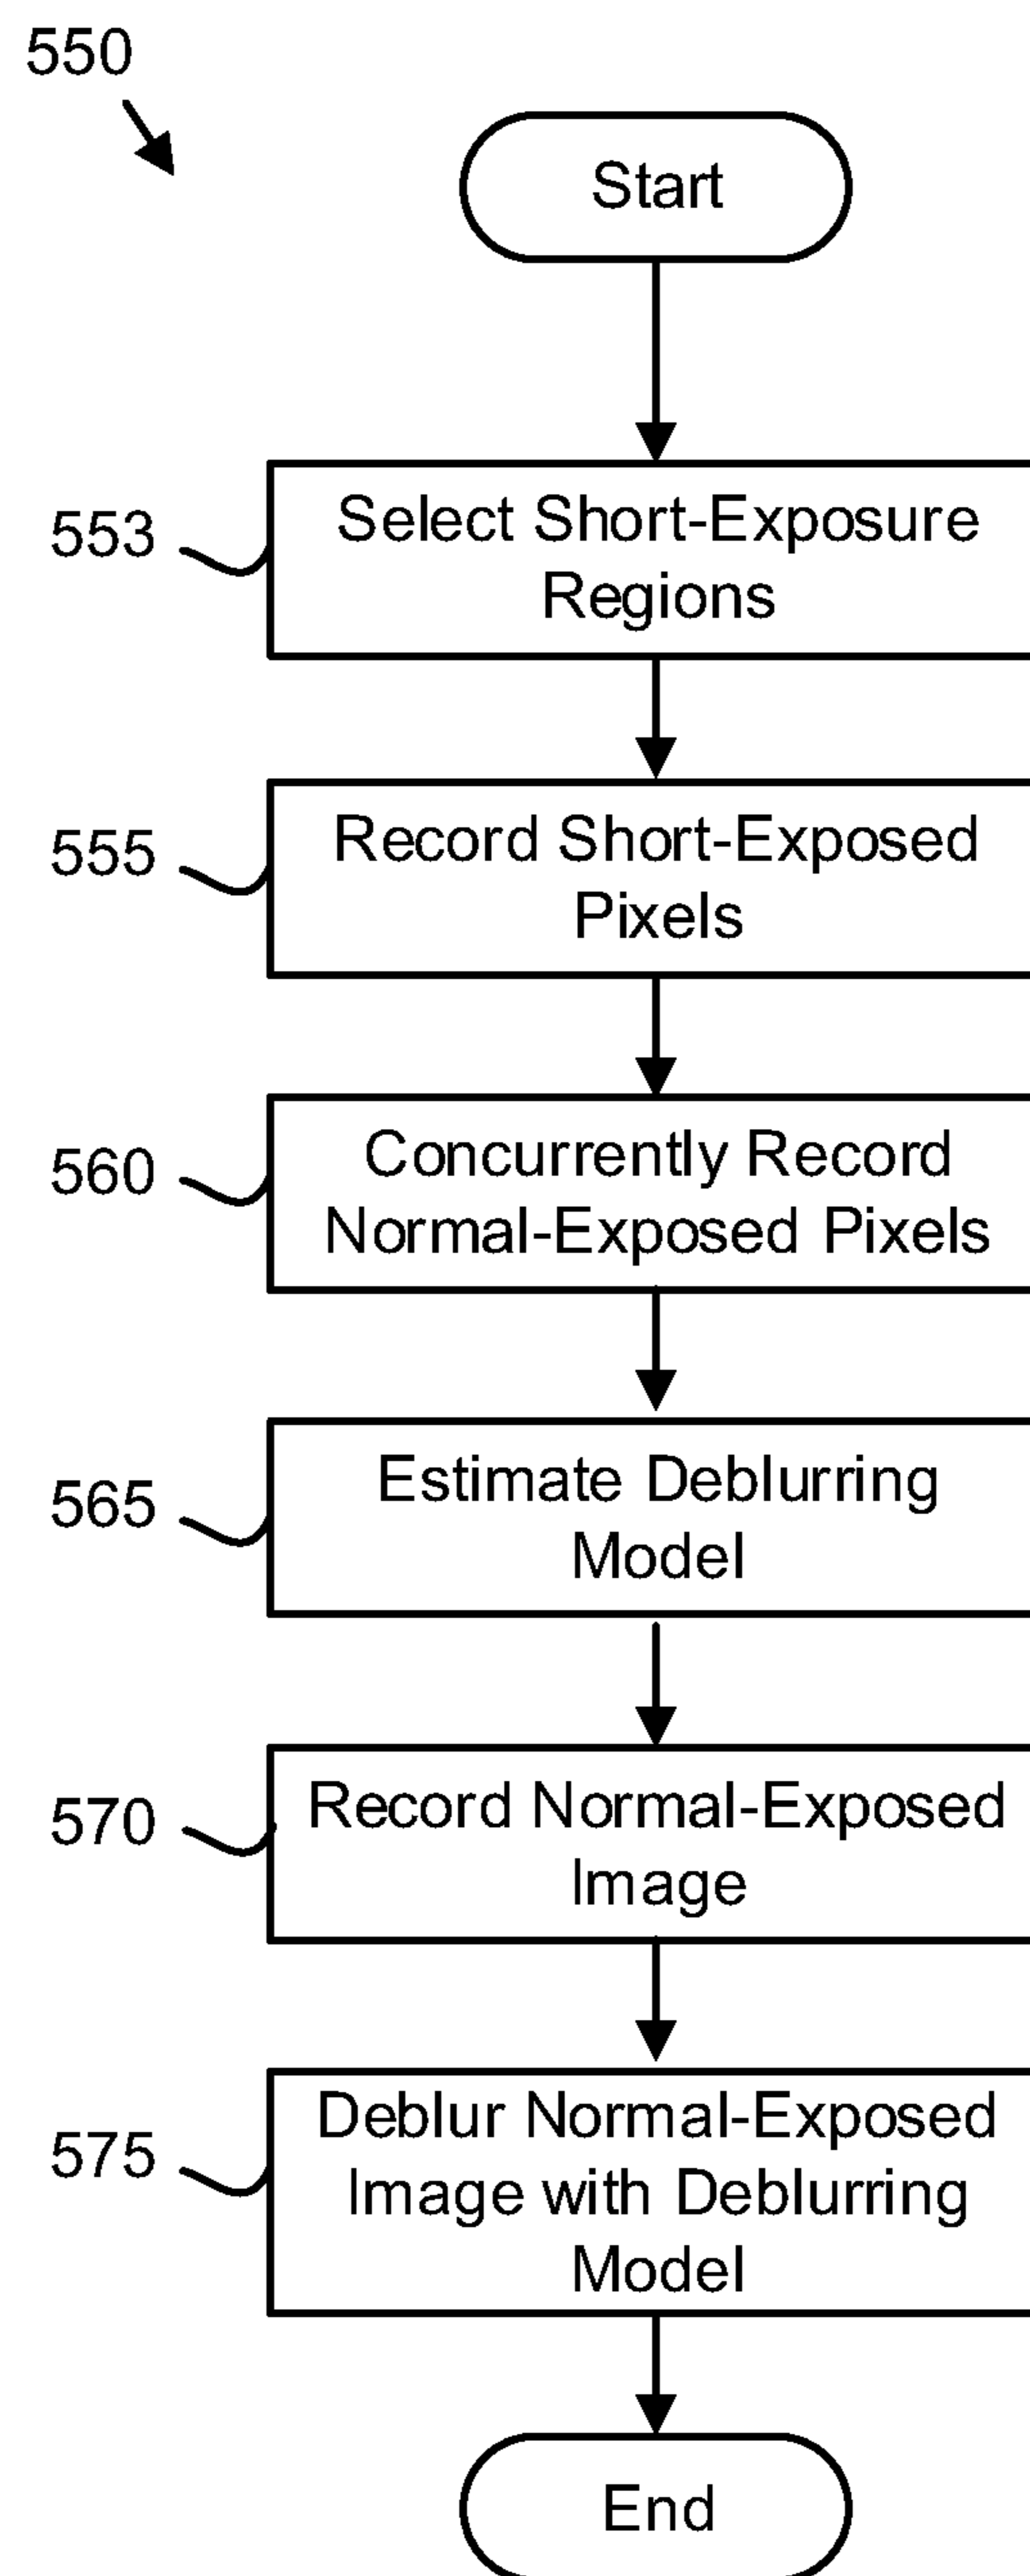 550
Start
553
Select Short-Exposure
Regions
555
Record Short-Exposed
Pixels
560
Concurrently Record
Normal-Exposed Pixels
565
Estimate Deblurring
Model
570
Record Normal-Exposed
Image
575
Deblur Normal-Exposed
Image with Deblurring
Model
End